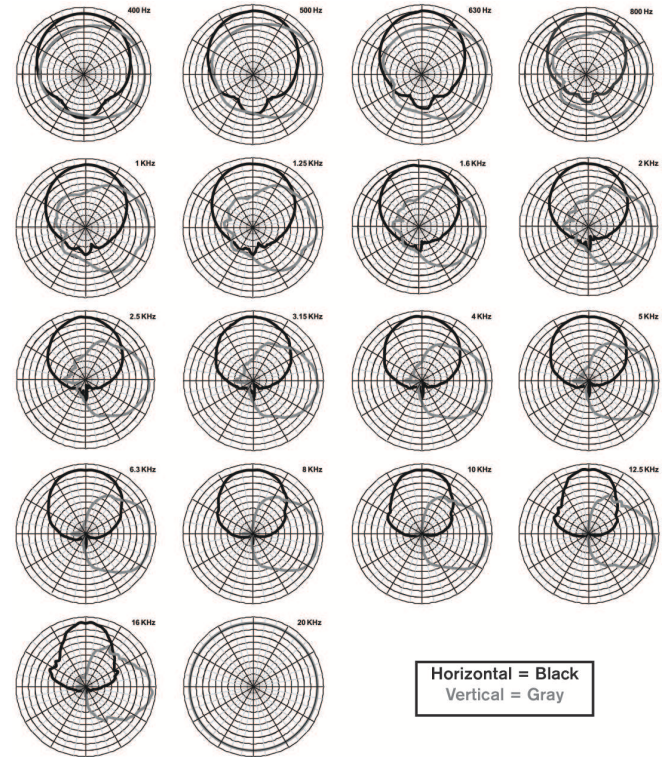 400 Hz
500 Hz
630 Hz
800 Hz
1 KHz
1.25 KHz
1.6 KHz
2 KHz
2.5 KHz
3.15 KHz
4 KHz
5 KHz
6.3 KHz
8 KHz
10 KHz
12.5 KHz
16 KHz
20 KHz
Horizontal = Black
Vertical = Gray